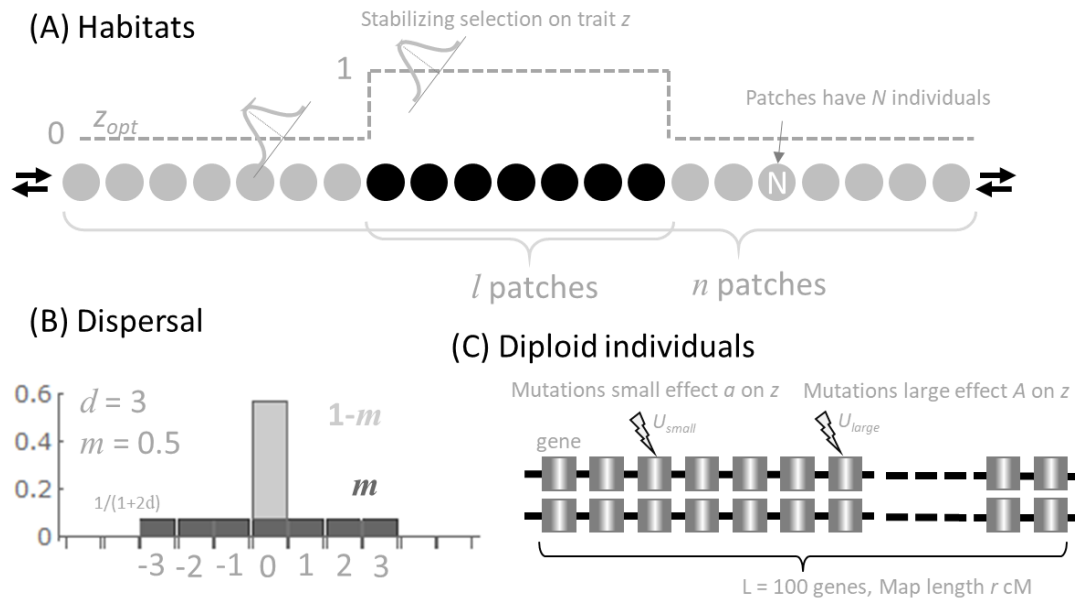 Stabilizing selection on trait z
(A) Habitats
1
Patches have N individuals
0
zopt
N
l patches
n patches
(B) Dispersal
(C) Diploid individuals
0.6
d = 3
1-m
0.4
m = 0.5
0.2
1/(1+2d)
m
0
-3 -2 -1 0 1 2 3
Mutations small effect a on z
Mutations large effect A on z
Usmall
Ularge
gene
L = 100 genes, Map length r cM